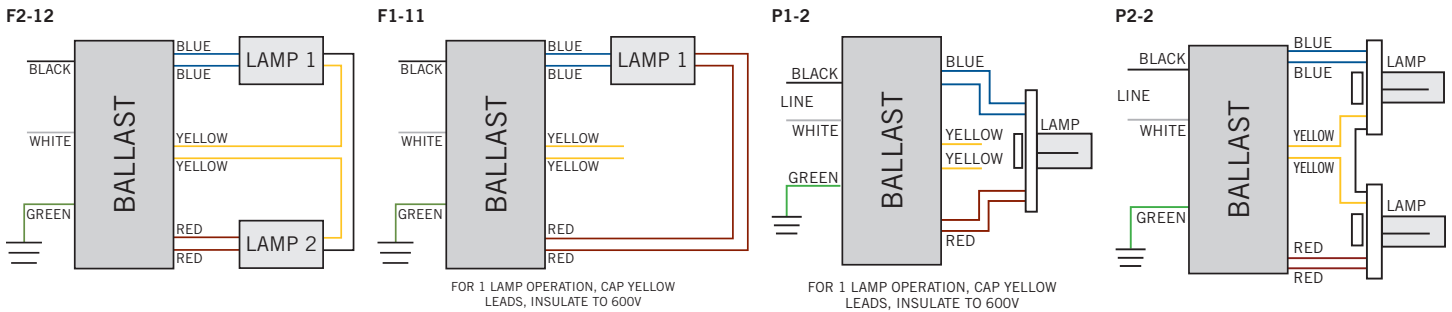 F2-12
BLACK
WHITE
GREEN
BALLAST
BLUE
BLUE
YELLOW
YELLOW
RED
RED
LAMP 1
LAMP 2
F1-11
BLACK
WHITE
GREEN
BALLAST
BLUE
BLUE
YELLOW
YELLOW
RED
RED
LAMP 1
FOR 1 LAMP OPERATION, CAP YELLOW
LEADS, INSULATE TO 600V
P1-2
BLACK
LINE
WHITE
GREEN
BALLAST
BLUE
YELLOW
YELLOW
RED
LAMP
FOR 1 LAMP OPERATION, CAP YELLOW
LEADS, INSULATE TO 600V
P2-2
BLACK
LINE
WHITE
GREEN
BALLAST
BLUE
BLUE
YELLOW
YELLOW
RED
RED
LAMP
LAMP